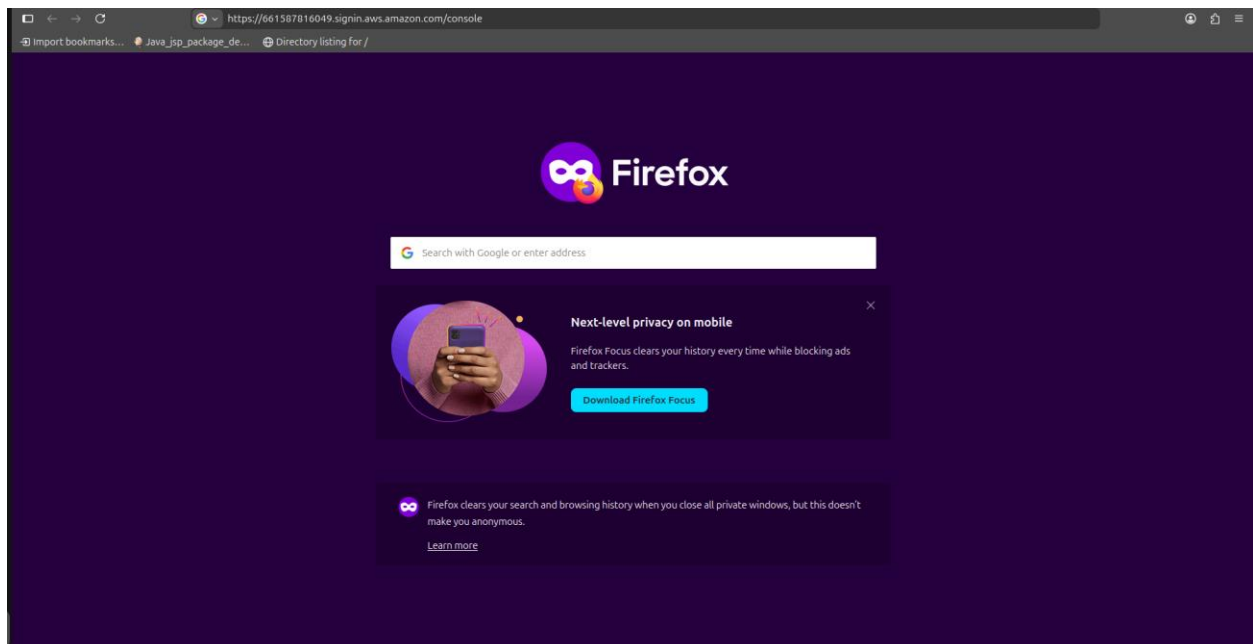 https://661587816049.signin.aws.amazon.com/console
Import bookmarks... Java_jsp_package_de... Directory listing for /
Firefox
Search with Google or enter address
Next-level privacy on mobile
Firefox Focus clears your history every time while blocking ads
and trackers.
Download Firefox Focus
Firefox clears your search and browsing history when you close all private windows, but this doesn't
make you anonymous.
Learn more